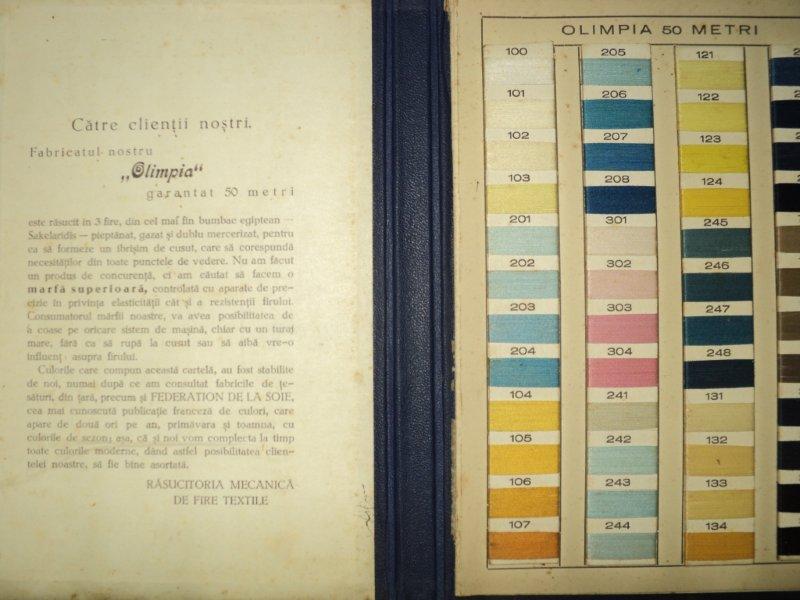 Către clienții noștri.
Fabricatul nostru
„Olimpia“
garantat 50 metri
este răsucit în 3 fire, din cel mai fin bumbac egiptean —
Sakelaridis — pieptănat, gazat și dublu mercerizat, pentru
ca să formeze un ibrișim de cusut, care să corespundă
necesităților din toate punctele de vedere. Nu am făcut
un produs de concurență, ci am căutat să facem o
marfă superioară, controlată cu aparate de pre-
cizie în privința elasticității cât și a rezistenții firului.
Consumatorul mărfii noastre, va avea posibilitatea de
a coase pe oricare sistem de mașină, chiar cu un turaj
mare, fără ca să rupă la cusut sau să aibă vre-o
influenț asupra firului.
Culorile care compun această cartelă, au fost stabilite
de noi, numai după ce am consultat fabricile de țe-
sături, din țară, precum și FEDERATION DE LA SOIE,
cea mai cunoscută publicație franceză de culori, care
apare de două ori pe an, primăvara și toamna, cu
culorile de sezon; așa, că și noi vom complecta la timp
toate culorile moderne, dând astfel posibilitatea clien-
telei noastre, să fie bine asortată.
RĂSUCITORIA MECANICĂ
DE FIRE TEXTILE
OLIMPIA 50 METRI
100 205 121
101 206 122
102 207 123
103 208 124
201 301 245
202 302 246
203 303 247
204 304 248
104 241 131
105 242 132
106 243 133
107 244 134